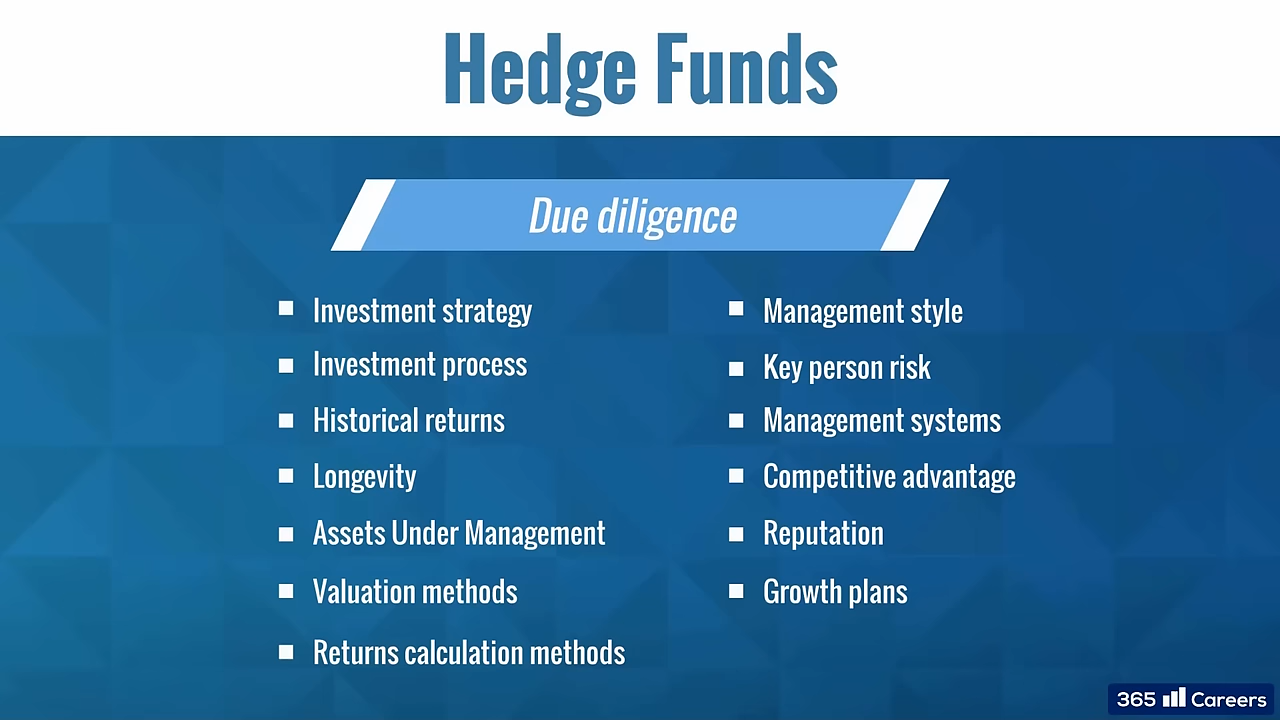 Hedge Funds
Due diligence
Investment strategy
Investment process
Historical returns
Longevity
Assets Under Management
Valuation methods
Returns calculation methods
Management style
Key person risk
Management systems
Competitive advantage
Reputation
Growth plans
365 Careers